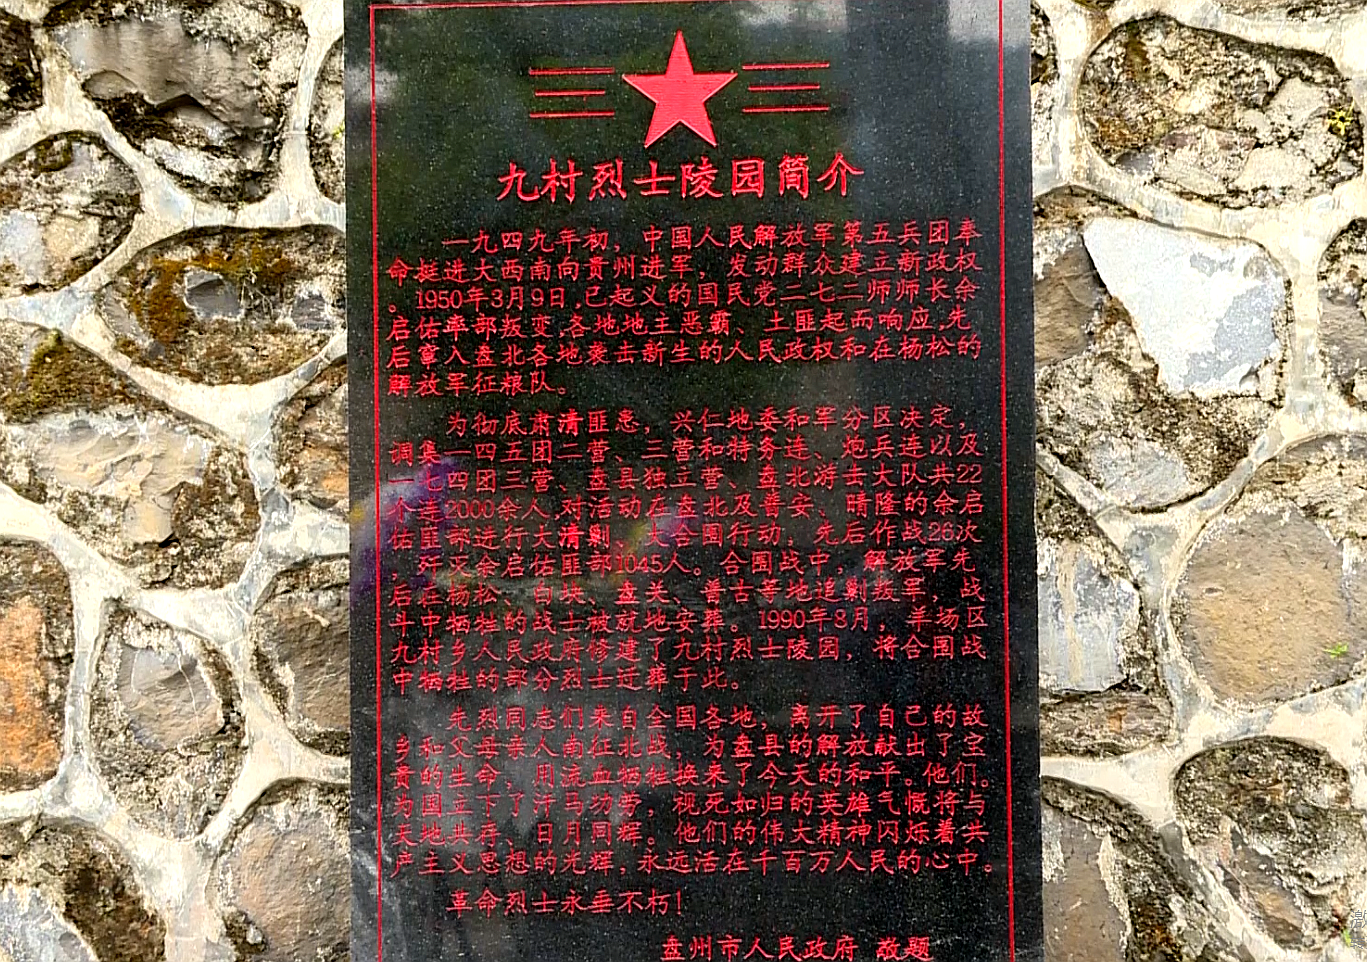 九村烈士陵园简介
一九四九年初，中国人民解放军第五兵团奉
命挺进大西南向贵州进军，发动群众建立新政权
。1950年3月9日,已起义的国民党二七二师师长余
启佑率部叛变,各地地主恶霸、土匪起而响应,先
后窜入盘北各地袭击新生的人民政权和在杨松的
解放军征粮队。
为彻底肃清匪患，兴仁地委和军分区决定，
调集一四五团二营、三营和特务连、炮兵连以及
一七四团三营、盘县独立营、盘北游击大队共22
个连2000余人,对活动在盘北及普安、晴隆的余启
佑匪部进行大清剿，大合围行动，先后作战26次
，歼灭余启佑匪部1045人。合围战中，解放军先
后在杨松、白块、盘关、普古等地追剿叛军，战
斗中牺牲的战士被就地安葬。1990年8月，羊场区
九村乡人民政府修建了九村烈士陵园，将合围战
中牺牲的部分烈士迁葬于此。
先烈同志们来自全国各地，离开了自己的故
乡和父母亲人南征北战，为盘县的解放献出了宝
贵的生命，用流血牺牲换来了今天的和平。他们。
为国立下了汗马功劳，视死如归的英雄气慨将与
天地共存、日月同辉。他们的伟大精神闪烁着共
产主义思想的光辉，永远活在千百万人民的心中。
革命烈士永垂不朽！
盘州市人民政府 敬题